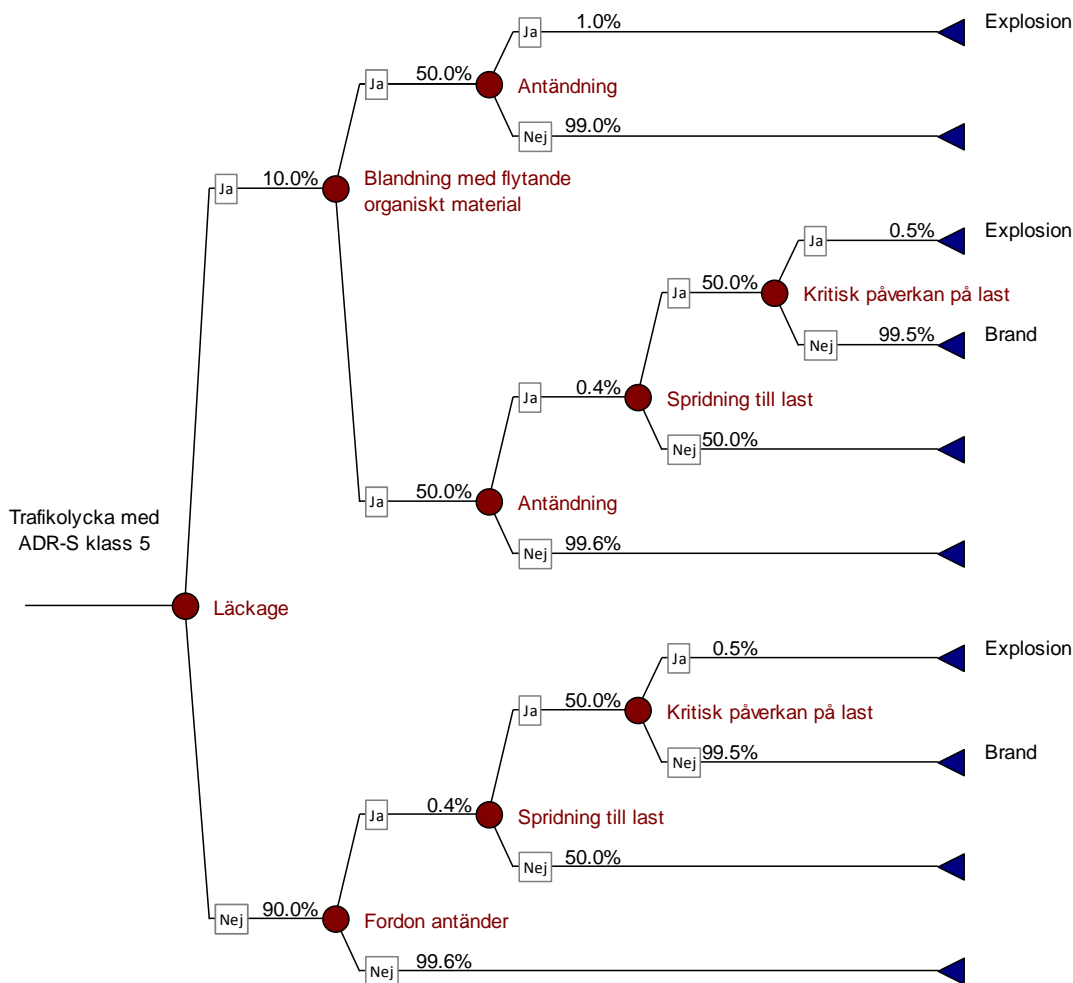 Ja 1.0% Explosion
Ja 50.0% Antändning
Nej 99.0%
Ja 10.0% Blandning med flytande
organiskt material
Ja 0.5% Explosion
Ja 50.0% Kritisk påverkan på last
Nej 99.5% Brand
Ja 0.4% Spridning till last
Nej 50.0%
Ja 50.0% Antändning
Trafikolycka med
ADR-S klass 5
Nej 99.6%
Läckage
Ja 0.5% Explosion
Ja 50.0% Kritisk påverkan på last
Nej 99.5% Brand
Ja 0.4% Spridning till last
Nej 50.0%
Nej 90.0% Fordon antänder
Nej 99.6%